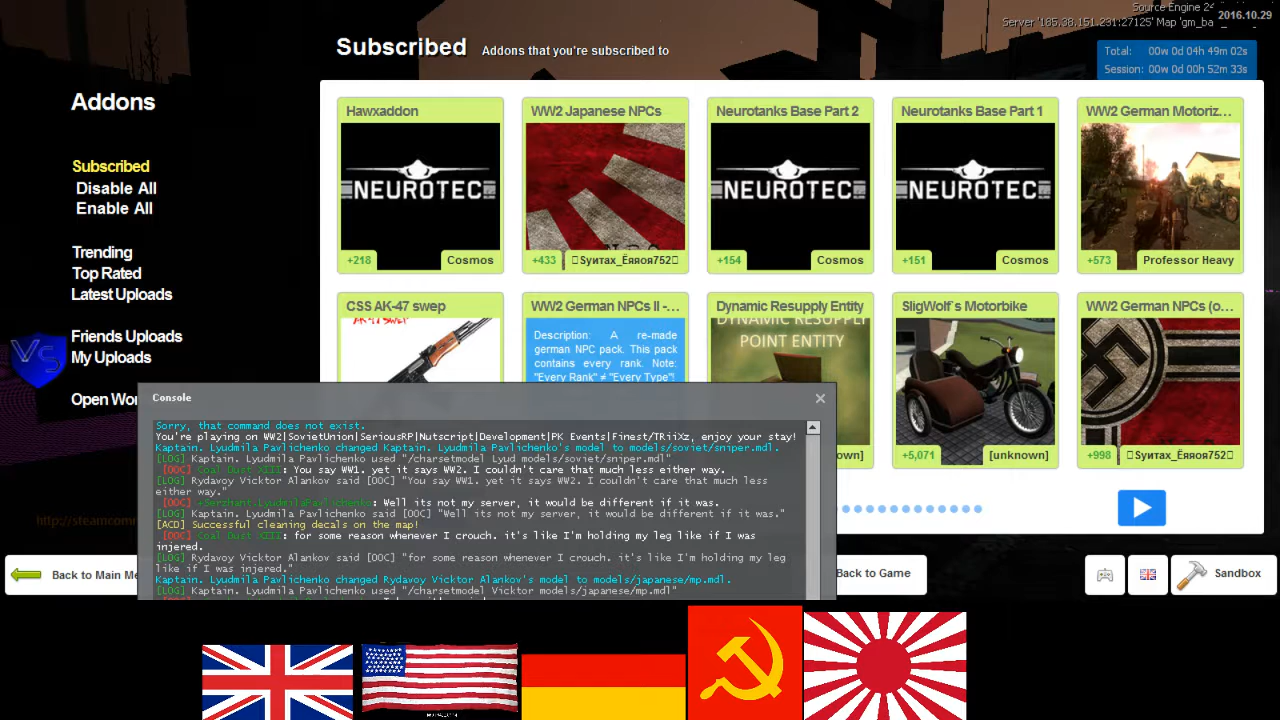 Source Engine 24
2016.10.29
Server '185.38.151.231:27125' Map 'gm_ba
Subscribed
Addons that you're subscribed to
Total: 00w 0d 04h 49m 02s
Session: 00w 0d 00h 52m 33s
Addons
Subscribed
Disable All
Enable All
Trending
Top Rated
Latest Uploads
Friends Uploads
My Uploads
Open Wor
VS
Hawxaddon
NEUROTEC
+218
Cosmos
WW2 Japanese NPCs
+433
Sуитах_Ёяяоя752
Neurotanks Base Part 2
NEUROTEC
+154
Cosmos
Neurotanks Base Part 1
NEUROTEC
+151
Cosmos
WW2 German Motoriz...
+573
Professor Heavy
CSS AK-47 swep
AK-47 SWEP
WW2 German NPCs II -...
Description: A re-made
german NPC pack. This pack
contains every rank. Note:
"Every Rank" ≠ "Every Type"!
Dynamic Resupply Entity
DYNAMIC RESUPPLY
POINT ENTITY
own]
SligWolf`s Motorbike
+5,071
[unknown]
WW2 German NPCs (o...
+998
Sуитах_Ёяяоя752
http://steamcomm
Console
Sorry, that command does not exist.
You're playing on WW2|SovietUnion|SeriousRP|Nutscript|Development|PK Events|Finest/TRiiXz, enjoy your stay!
Kaptain. Lyudmila Pavlichenko changed Kaptain. Lyudmila Pavlichenko's model to models/soviet/sniper.mdl.
[LOG] Kaptain. Lyudmila Pavlichenko used "/charsetmodel Lyud models/soviet/sniper.mdl"
[OOC] Coal Dust XIII: You say WW1. yet it says WW2. I couldn't care that much less either way.
[LOG] Rydavoy Vicktor Alankov said [OOC] "You say WW1. yet it says WW2. I couldn't care that much less
either way."
[OOC] -Serzhant.LyudmilaPavlichenko: Well its not my server, it would be different if it was.
[LOG] Kaptain. Lyudmila Pavlichenko said [OOC] "Well its not my server, it would be different if it was."
[ACD] Successful cleaning decals on the map!
[OOC] Coal Dust XIII: for some reason whenever I crouch. it's like I'm holding my leg like if I was
injered.
[LOG] Rydavoy Vicktor Alankov said [OOC] "for some reason whenever I crouch. it's like I'm holding my leg
like if I was injered."
Kaptain. Lyudmila Pavlichenko changed Rydavoy Vicktor Alankov's model to models/japanese/mp.mdl.
[LOG] Kaptain. Lyudmila Pavlichenko used "/charsetmodel Vicktor models/japanese/mp.mdl"
Back to Main Me
Back to Game
Sandbox